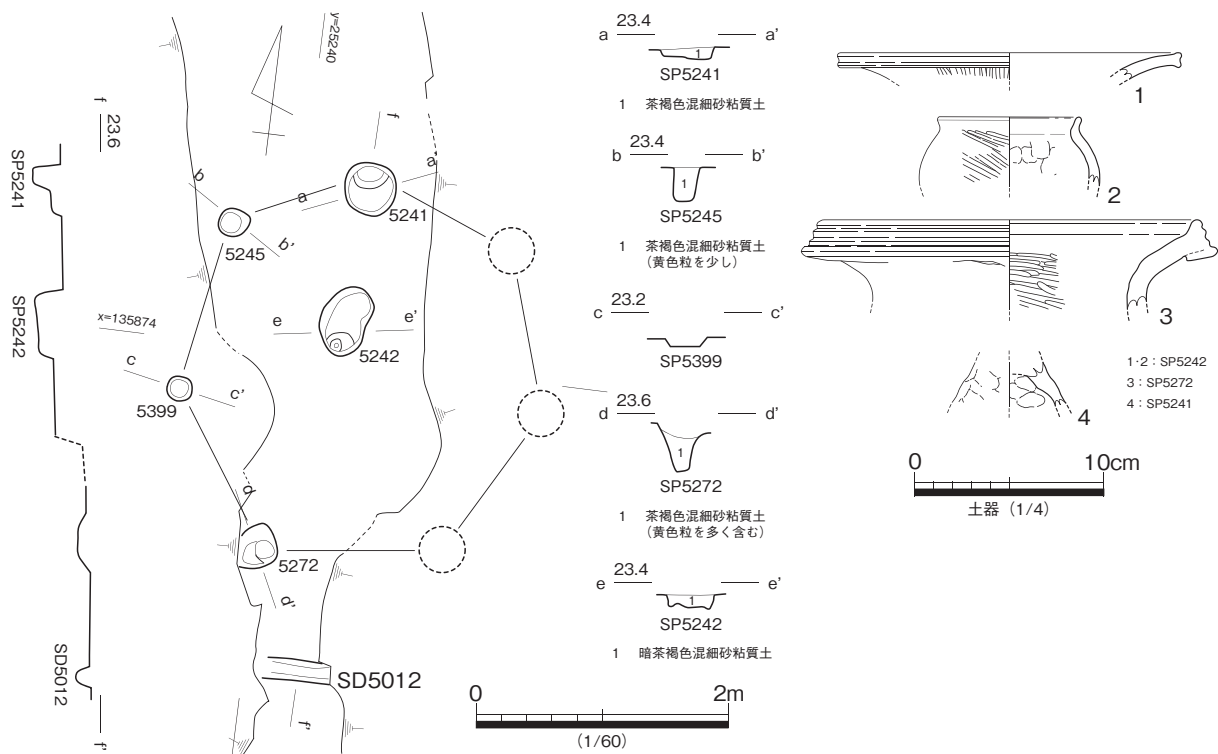 y=25240
f
23.6
SP5241
SP5242
SD5012
f'
f
a
a'
5241
b
b'
5245
x=135874
e
e'
5242
c
c'
5399
d
d'
5272
SD5012
f'
0
2m
(1/60)
a 23.4 a'
1
SP5241
1 茶褐色混細砂粘質土
b 23.4 b'
1
SP5245
1 茶褐色混細砂粘質土
(黄色粒を少し)
c 23.2 c'
SP5399
d 23.6 d'
1
SP5272
1 茶褐色混細砂粘質土
(黄色粒を多く含む)
e 23.4 e'
1
SP5242
1 暗茶褐色混細砂粘質土
1
2
3
4
1·2:SP5242
3:SP5272
4:SP5241
0 10cm
土器(1/4)